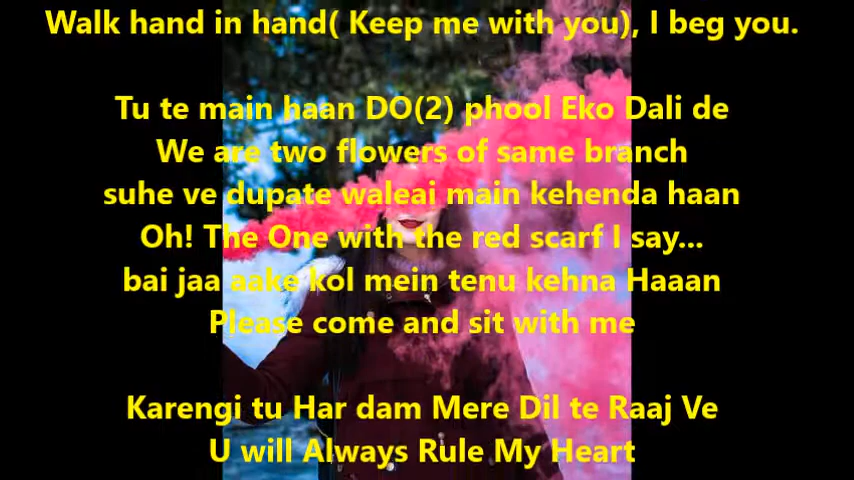 Walk hand in hand( Keep me with you), I beg you.
Tu te main haan DO(2) phool Eko Dali de
We are two flowers of same branch
suhe ve dupate waleai main kehenda haan
Oh! The One with the red scarf I say...
bai jaa aake kol mein tenu kehna Haaan
Please come and sit with me
Karengi tu Har dam Mere Dil te Raaj Ve
U will Always Rule My Heart